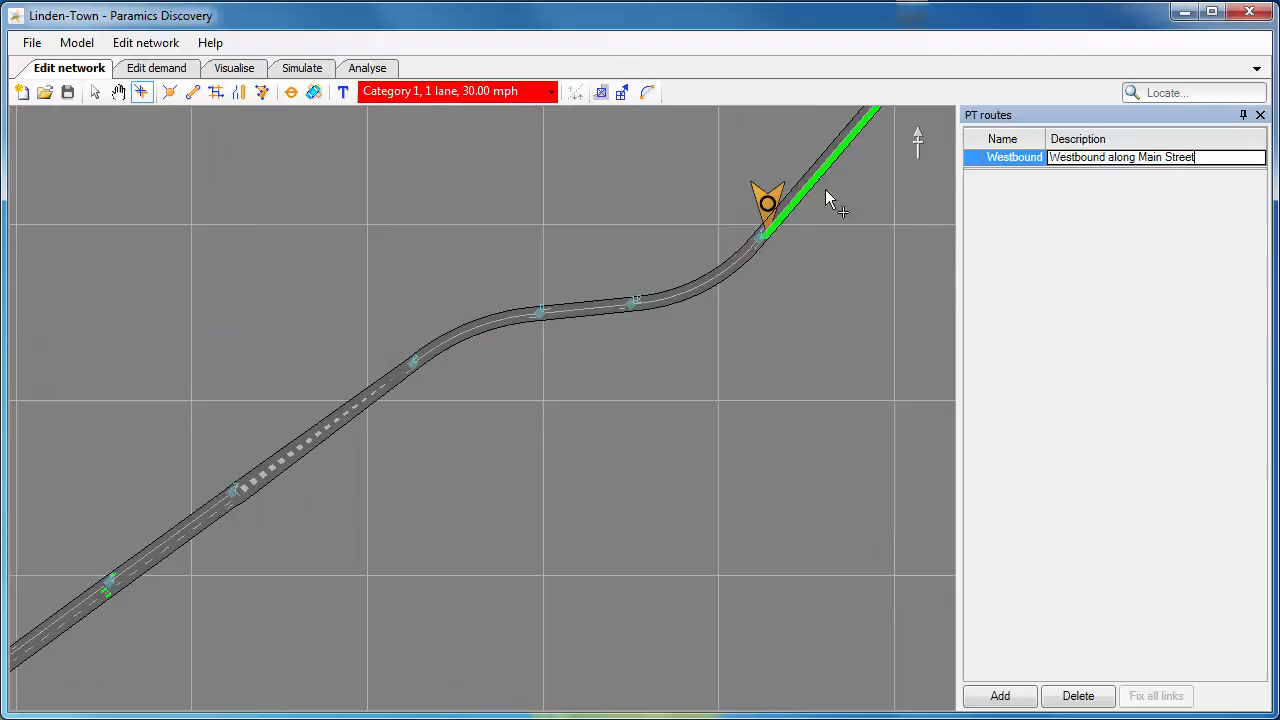 Linden-Town - Paramics Discovery
File Model Edit network Help
Edit network Edit demand Visualise Simulate Analyse
T Category 1, 1 lane, 30.00 mph Locate...
PT routes
Name Description
Westbound Westbound along Main Street
Add Delete Fix all links